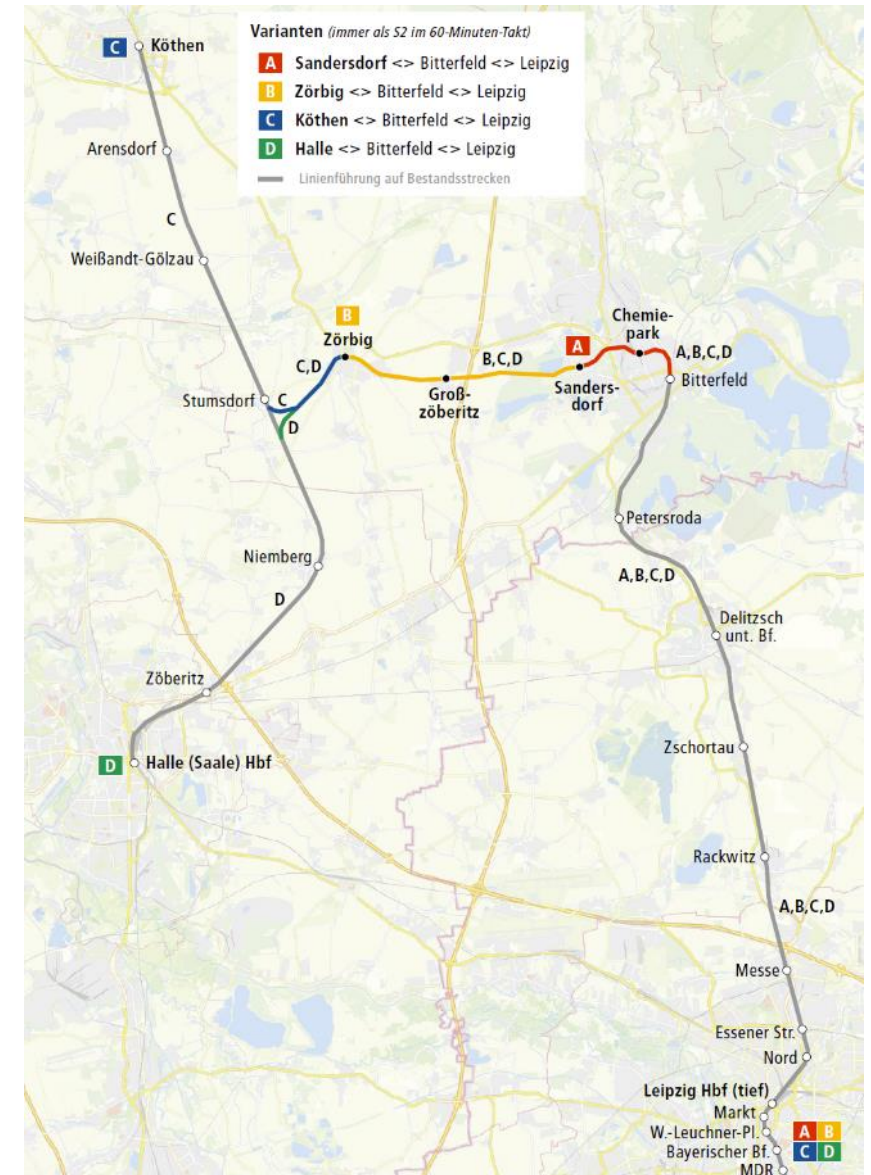 Varianten (immer als S2 im 60-Minuten-Takt)
A Sandersdorf <> Bitterfeld <> Leipzig
B Zörbig <> Bitterfeld <> Leipzig
C Köthen <> Bitterfeld <> Leipzig
D Halle <> Bitterfeld <> Leipzig
Linienführung auf Bestandsstrecken
C Köthen
Arensdorf
C
Weißandt-Gölzau
B
Zörbig
C,D
Stumsdorf
C
D
B,C,D
Groß-
zöberitz
A
Sanders-
dorf
Chemie-
park
A,B,C,D
Bitterfeld
Petersroda
A,B,C,D
Niemberg
D
Delitzsch
unt. Bf.
Zöberitz
Zschortau
D Halle (Saale) Hbf
Rackwitz
A,B,C,D
Messe
Essener Str.
Nord
Leipzig Hbf (tief)
Markt
W.-Leuchner-Pl.
A B
Bayerischer Bf.
C D
MDR